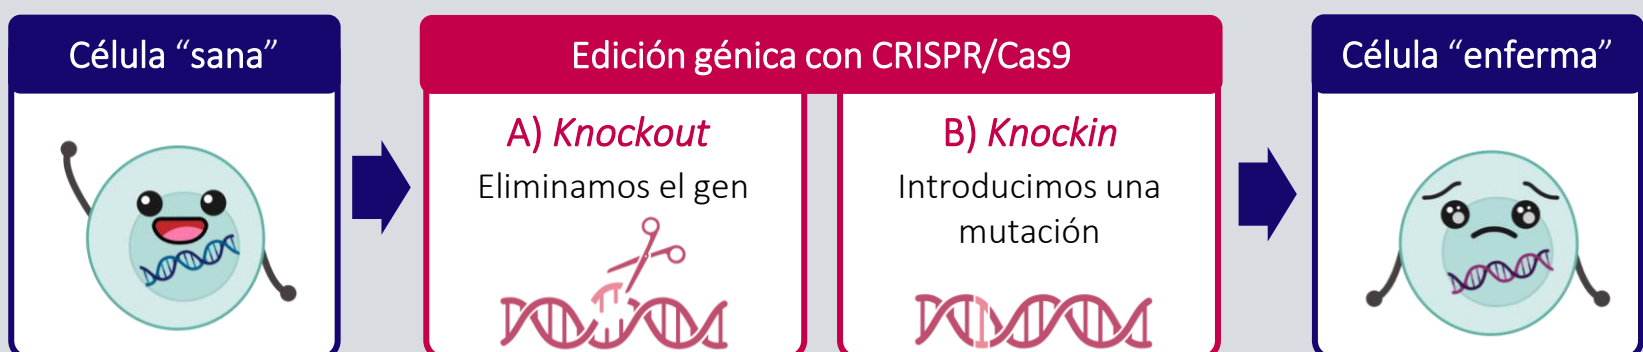 Célula “sana”
Edición génica con CRISPR/Cas9
A) Knockout
Eliminamos el gen
B) Knockin
Introducimos una
mutación
Célula “enferma”